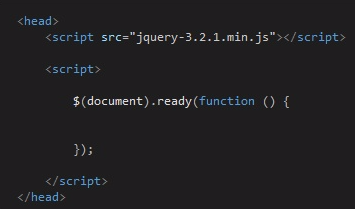 <head>
<script src="jquery-3.2.1.min.js"></script>
<script>
$(document).ready(function () {
});
</script>
</head>